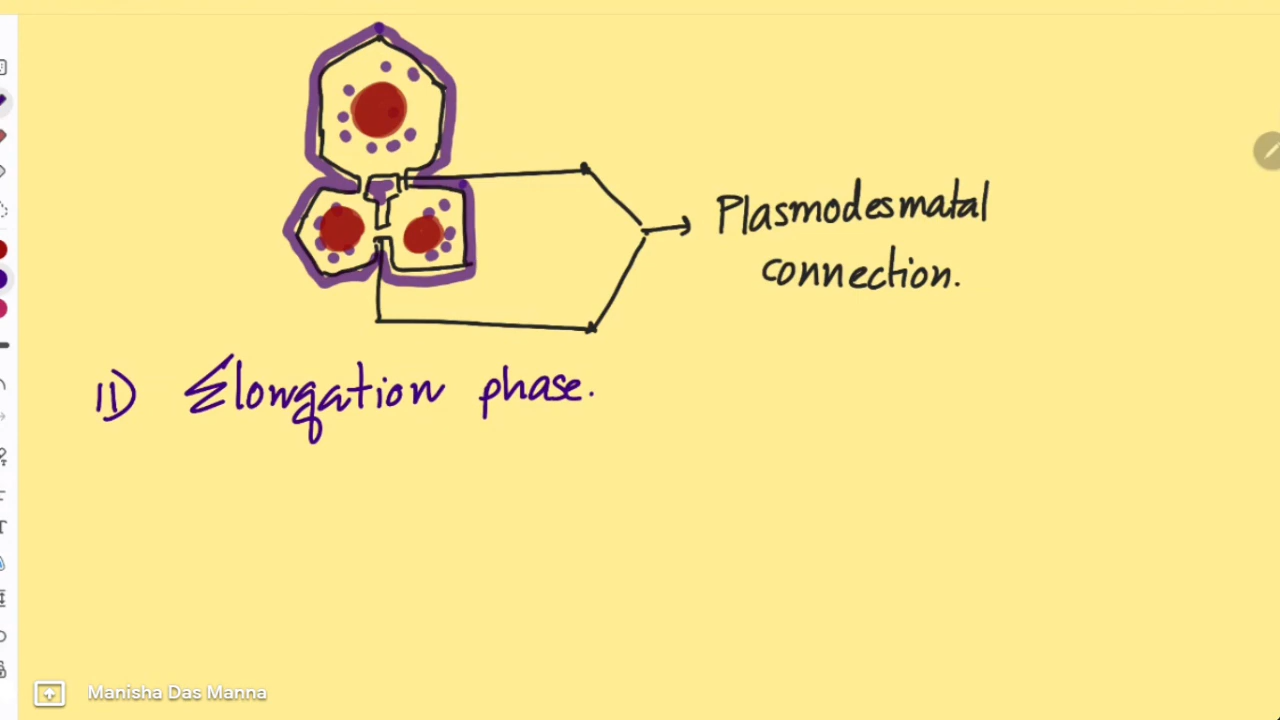 Plasmodesmatal
connection.
II) Elongation phase.
Manisha Das Manna